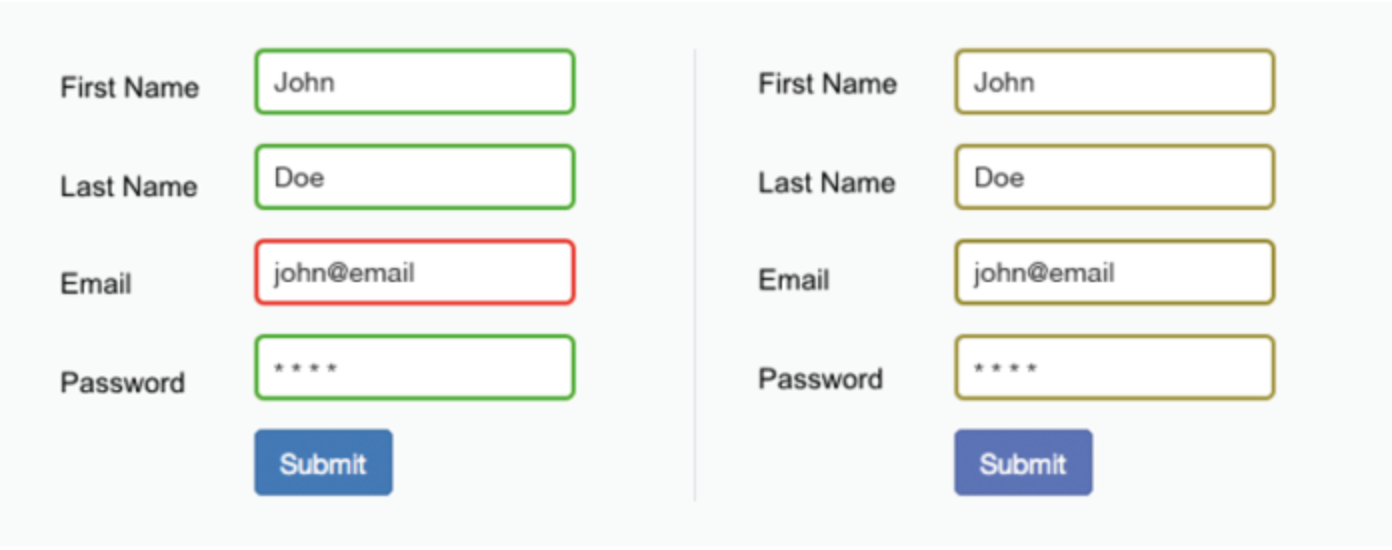 First Name John
Last Name Doe
Email john@email
Password * * * *
Submit
First Name John
Last Name Doe
Email john@email
Password * * * *
Submit